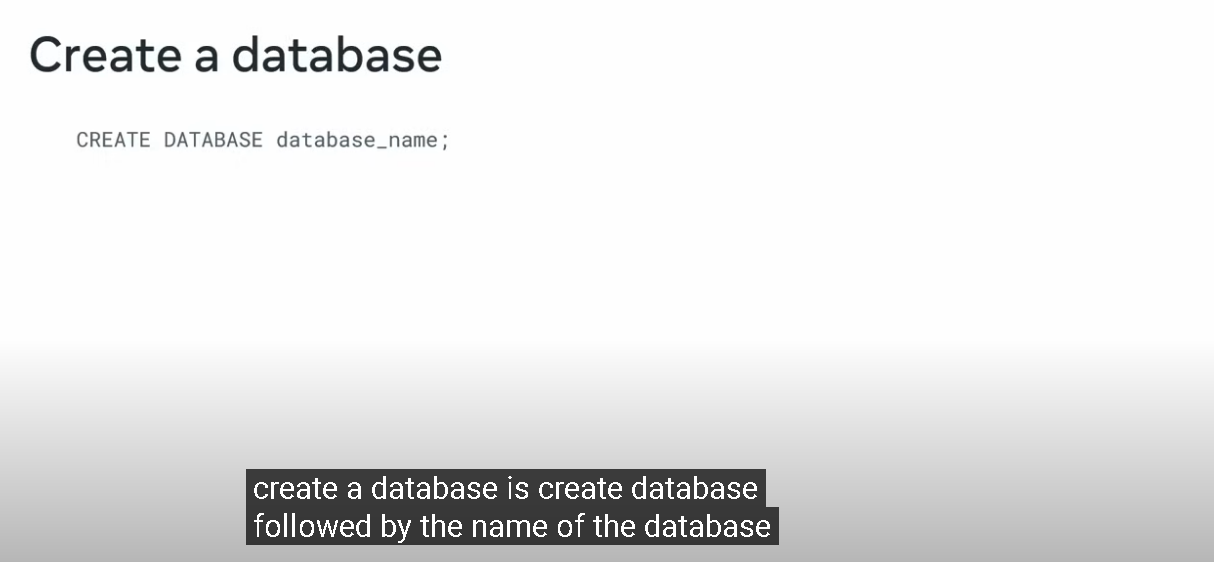 Create a database
CREATE DATABASE database_name;
create a database is create database
followed by the name of the database